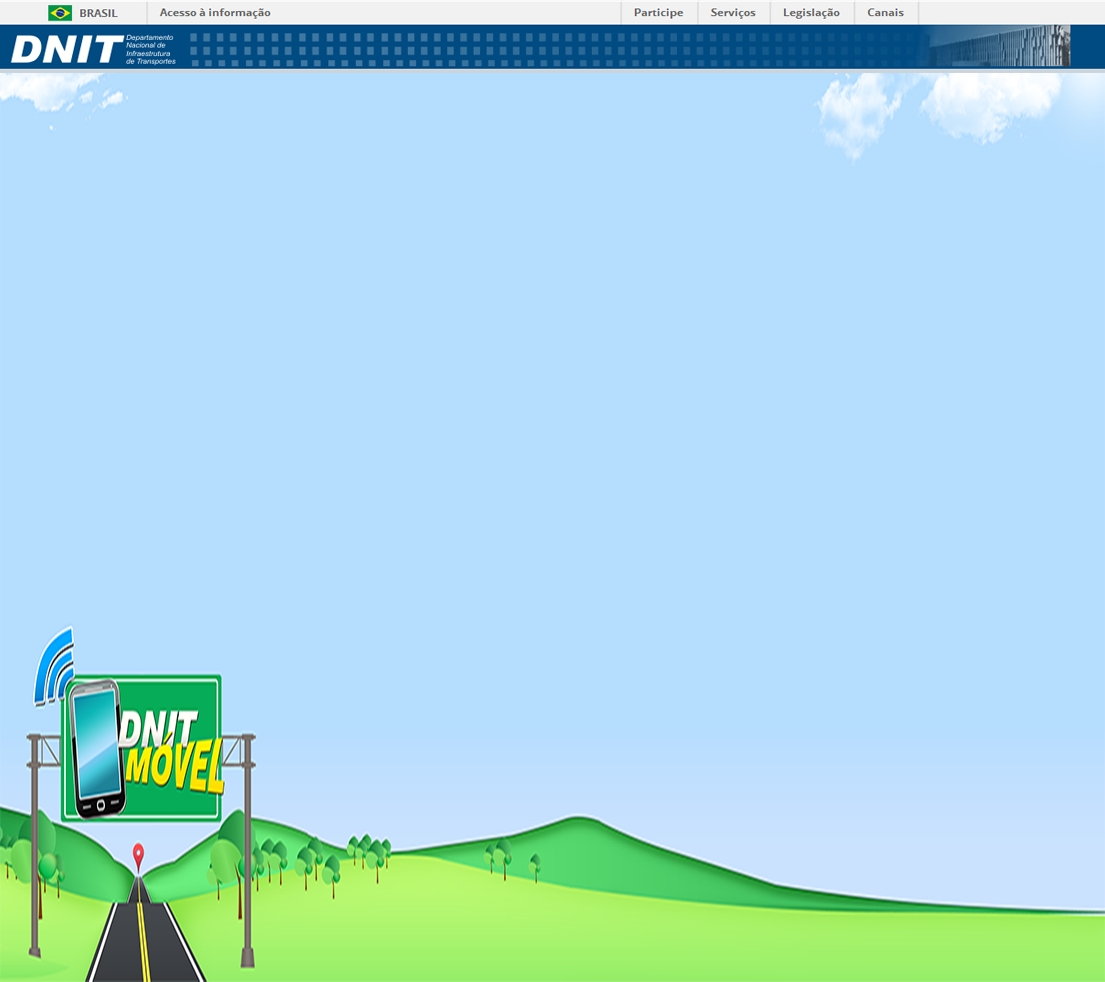 BRASIL Acesso à informação Participe Serviços Legislação Canais
DNIT
Departamento
Nacional de
Infraestrutura
de Transportes
DNIT
MÓVEL